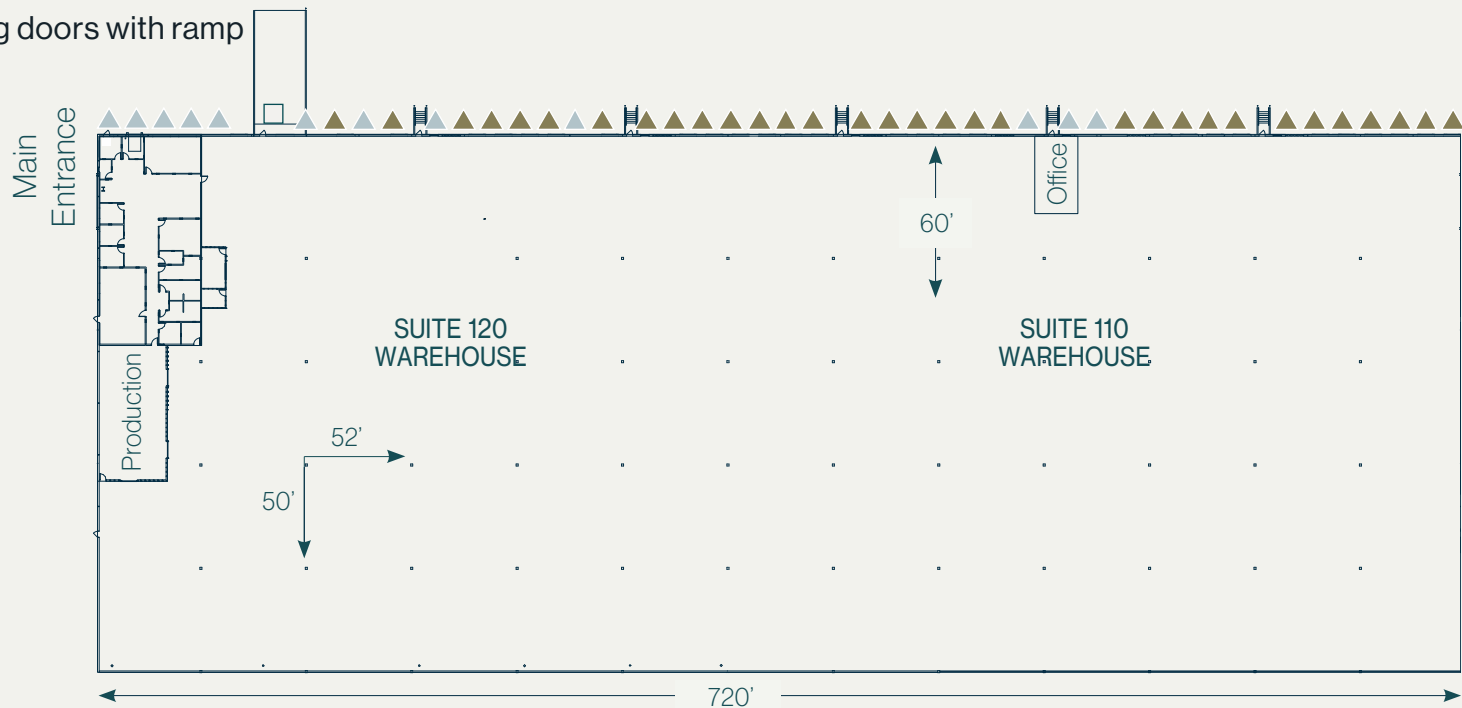 g doors with ramp
Main
Entrance
Office
60’
SUITE 120
WAREHOUSE
SUITE 110
WAREHOUSE
Production
52’
50’
720’